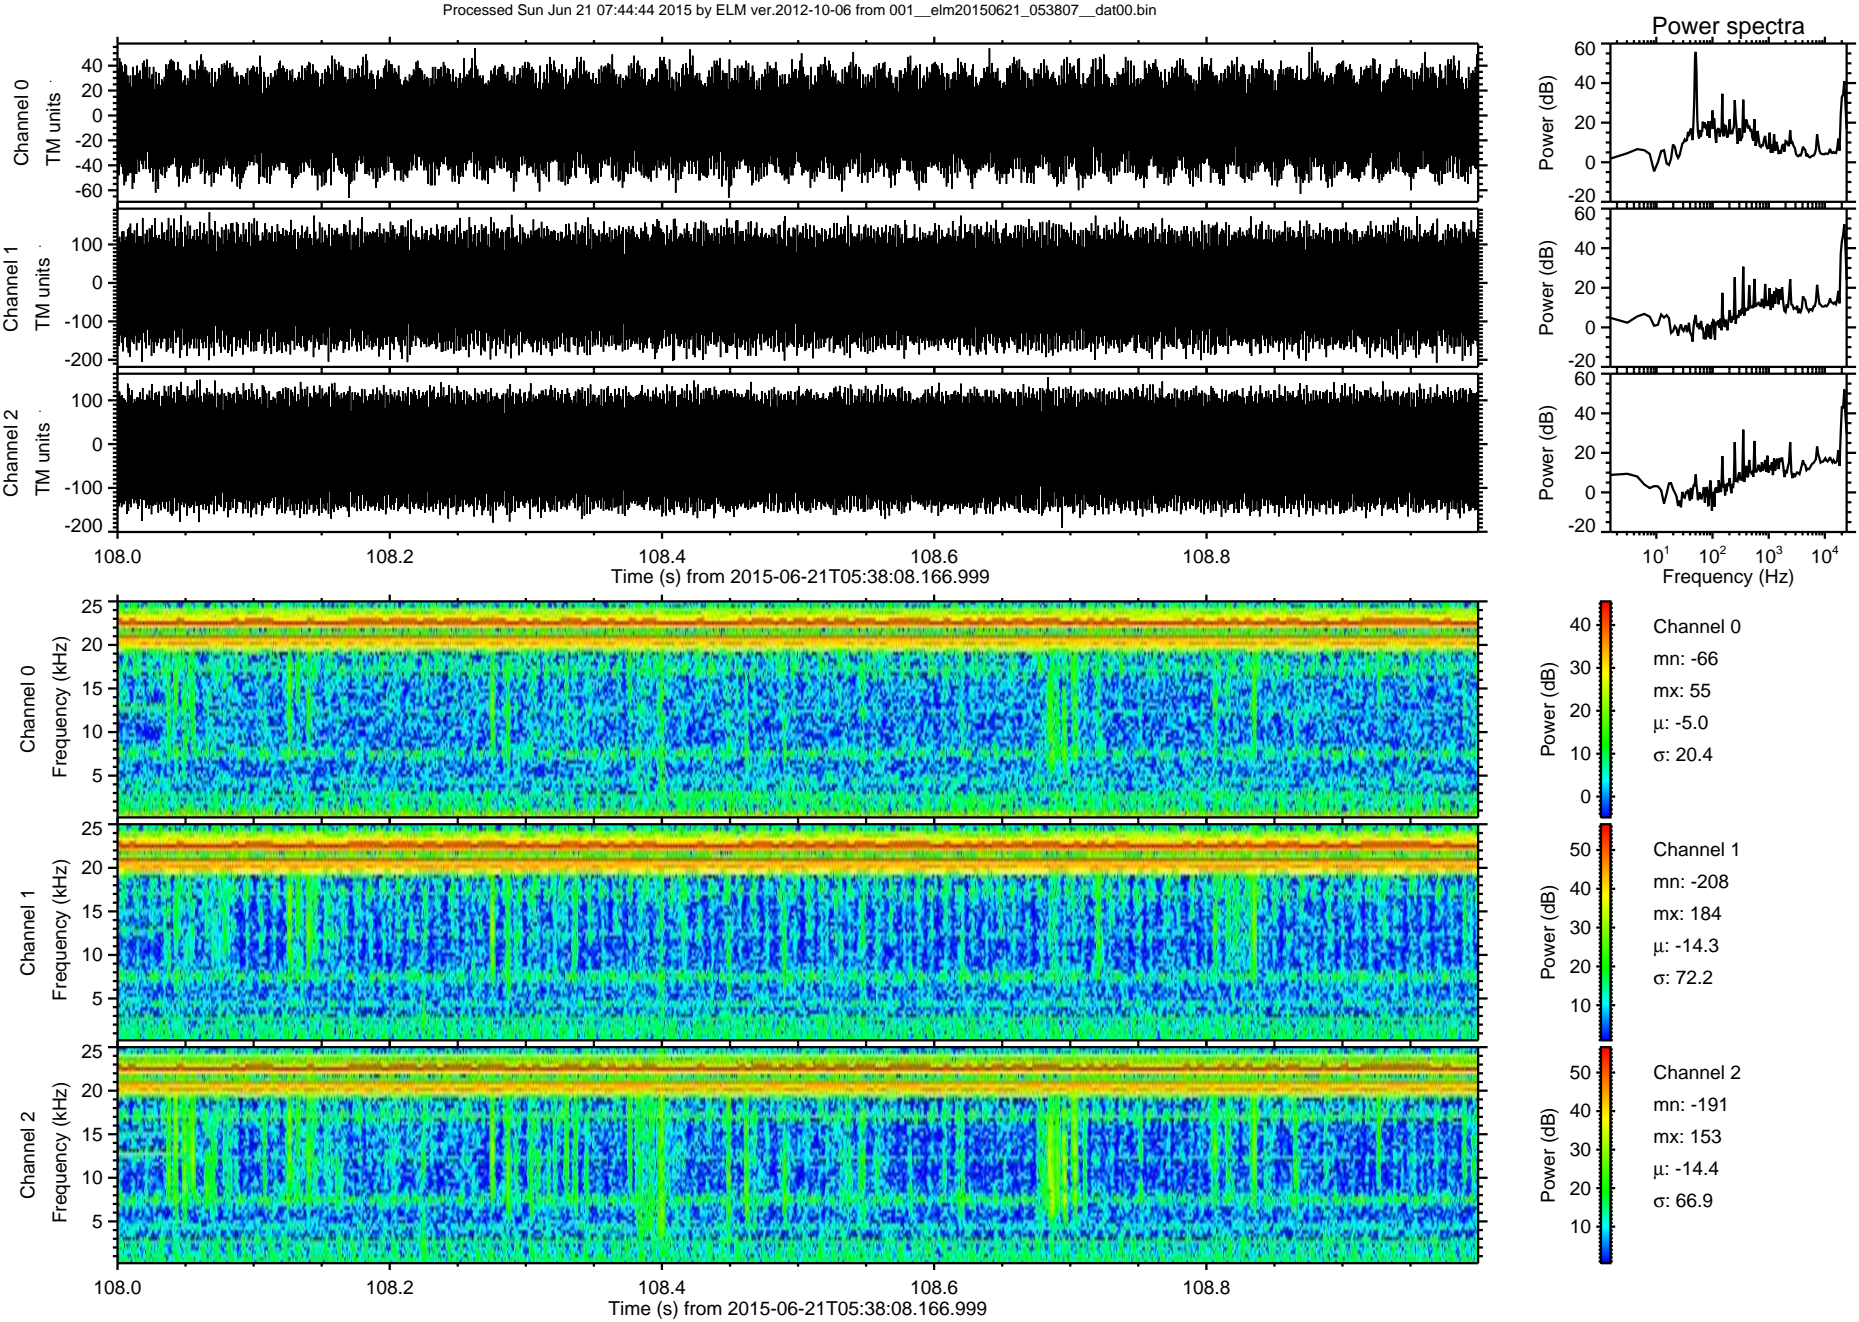 Processed Sun Jun 21 07:44:44 2015 by ELM ver.2012-10-06 from 001__elm20150621_053807__dat00.bin
Power spectra
Channel 0
TM units
40
20
0
-20
-40
-60
Power (dB)
60
40
20
0
-20
Channel 1
TM units
100
0
-100
-200
Power (dB)
60
40
20
0
-20
Channel 2
TM units
100
0
-100
-200
Power (dB)
60
40
20
0
-20
108.0 108.2 108.4 108.6 108.8
Time (s) from 2015-06-21T05:38:08.166.999
10^1 10^2 10^3 10^4
Frequency (Hz)
Channel 0
Frequency (kHz)
25
20
15
10
5
Power (dB)
40
30
20
10
0
Channel 0
mn: -66
mx: 55
µ: -5.0
σ: 20.4
Channel 1
Frequency (kHz)
25
20
15
10
5
Power (dB)
50
40
30
20
10
Channel 1
mn: -208
mx: 184
µ: -14.3
σ: 72.2
Channel 2
Frequency (kHz)
25
20
15
10
5
Power (dB)
50
40
30
20
10
Channel 2
mn: -191
mx: 153
µ: -14.4
σ: 66.9
108.0 108.2 108.4 108.6 108.8
Time (s) from 2015-06-21T05:38:08.166.999